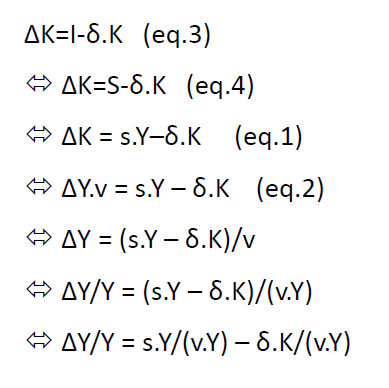 ΔK=I-δ.K (eq.3)
⇔ ΔK=S-δ.K (eq.4)
⇔ ΔK = s.Y–δ.K (eq.1)
⇔ ΔY.v = s.Y – δ.K (eq.2)
⇔ ΔY = (s.Y – δ.K)/v
⇔ ΔY/Y = (s.Y – δ.K)/(v.Y)
⇔ ΔY/Y = s.Y/(v.Y) – δ.K/(v.Y)